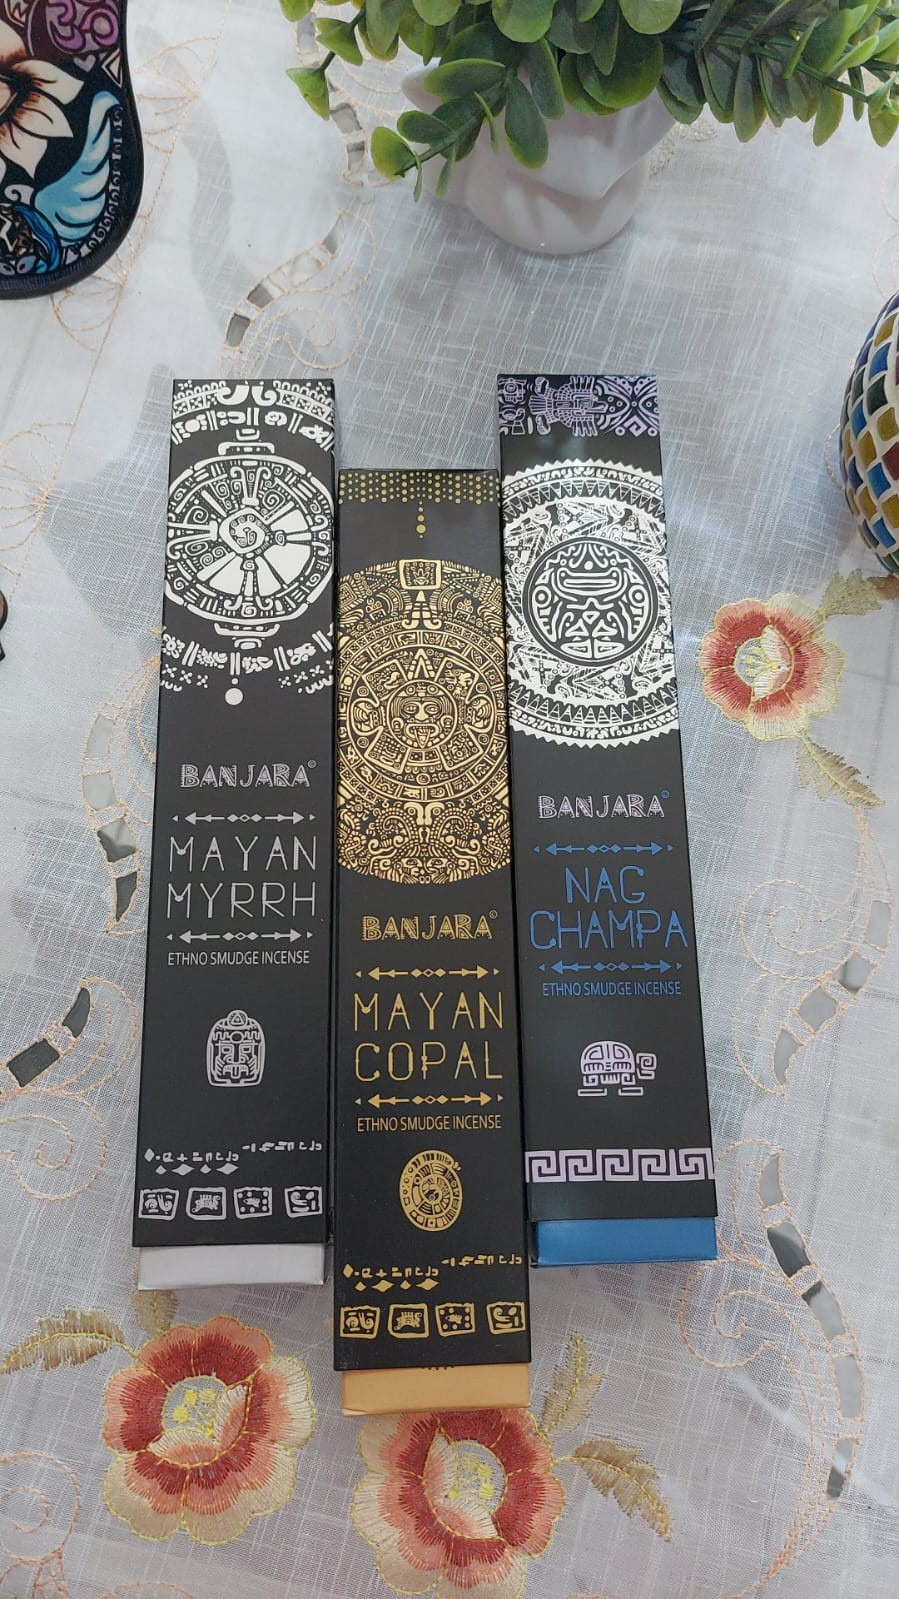 BANJARA©
MAYAN
MYRRH
ETHNO SMUDGE INCENSE
BANJARA©
MAYAN
COPAL
ETHNO SMUDGE INCENSE
BANJARA©
NAG
CHAMPA
ETHNO SMUDGE INCENSE